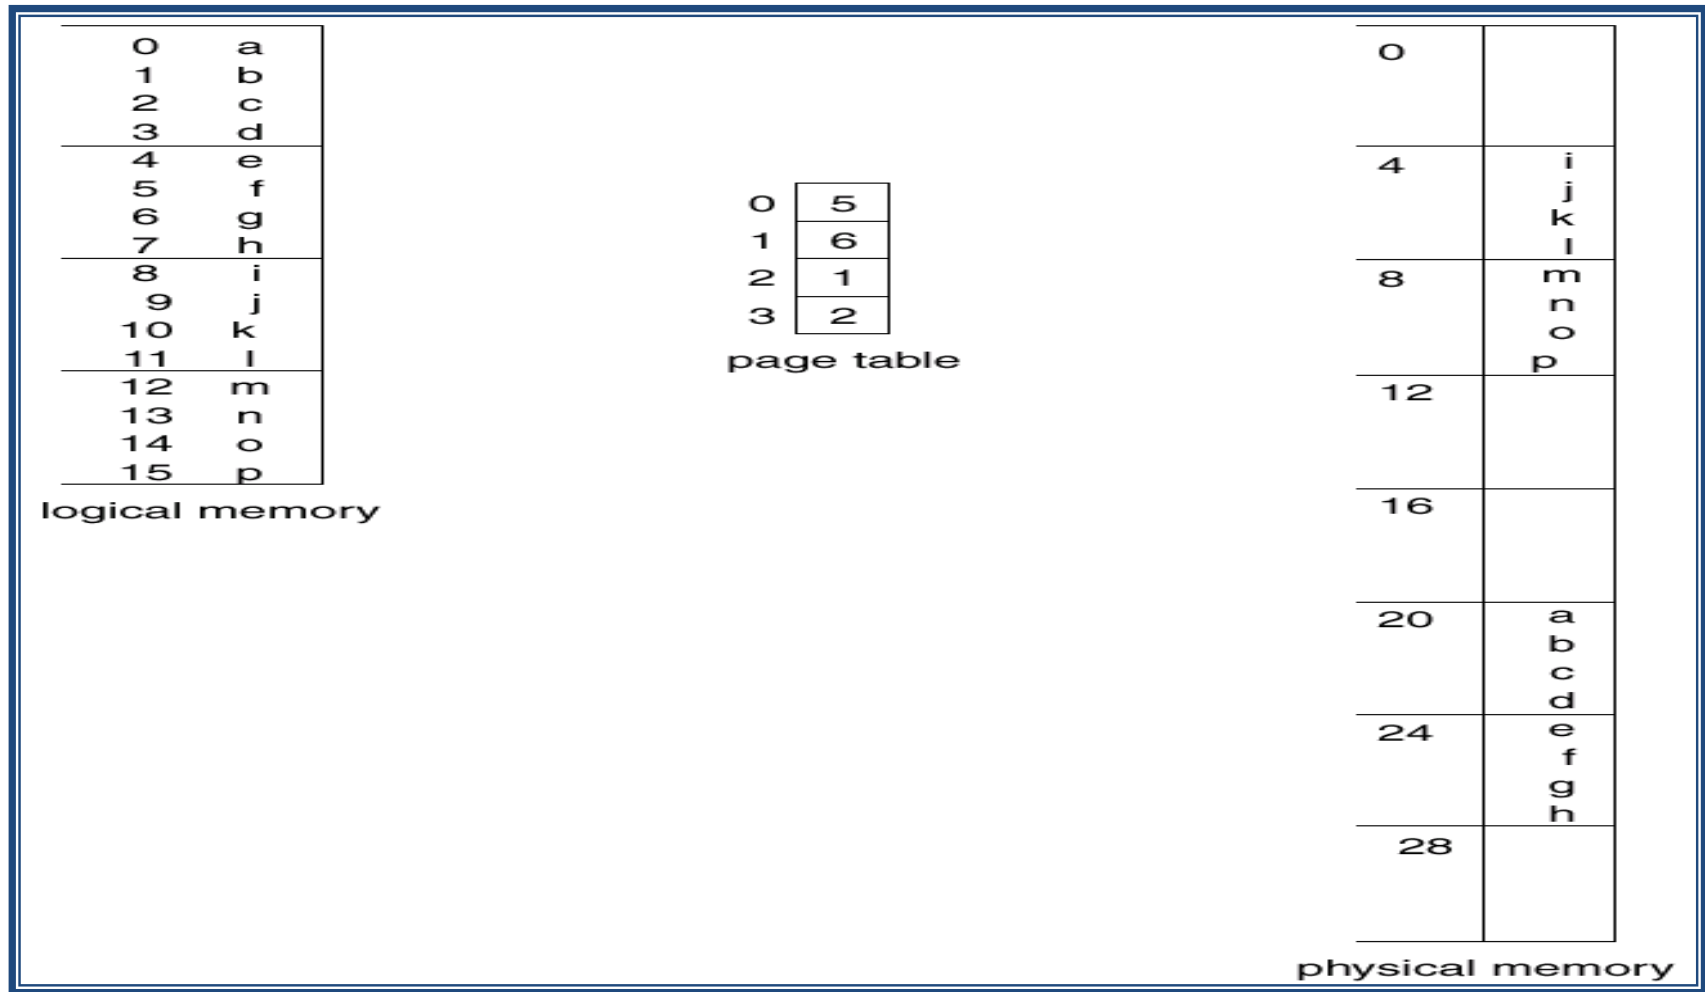 0 a
1 b
2 c
3 d
4 e
5 f
6 g
7 h
8 i
9 j
10 k
11 l
12 m
13 n
14 o
15 p
logical memory
0 5
1 6
2 1
3 2
page table
0
4 i
j
k
l
8 m
n
o
p
12
16
20 a
b
c
d
24 e
f
g
h
28
physical memory